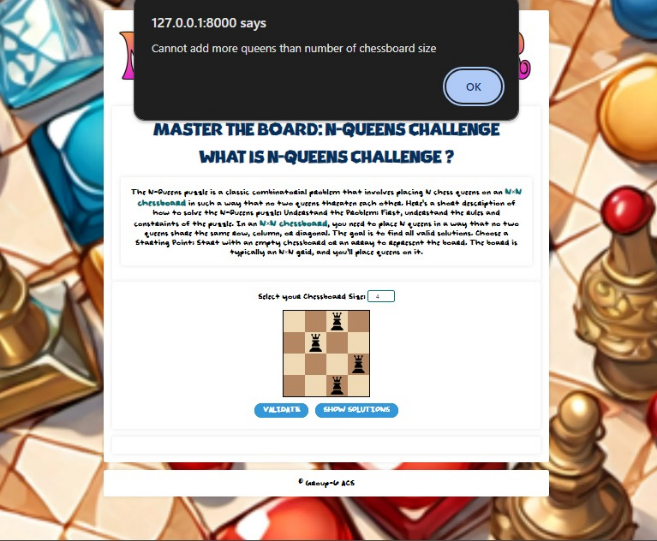 127.0.0.1:8000 says
Cannot add more queens than number of chessboard size
OK
MASTER THE BOARD: N-QUEENS CHALLENGE
WHAT IS N-QUEENS CHALLENGE ?
The N-Queens puzzle is a classic combinatorial problem that involves placing N chess queens on an N×N
chessboard in such a way that no two queens threaten each other. Here's a short description of
how to solve the N-Queens puzzle: Understand the Problem: First, understand the rules and
constraints of the puzzle. In an N×N chessboard, you need to place N queens in a way that no two
queens share the same row, column, or diagonal. The goal is to find all valid solutions. Choose a
Starting Point: Start with an empty chessboard or an array to represent the board. The board is
typically an N×N grid, and you'll place queens on it.
Select your Chessboard Size: 4
VALIDATE SHOW SOLUTIONS
© Group-6 ACS